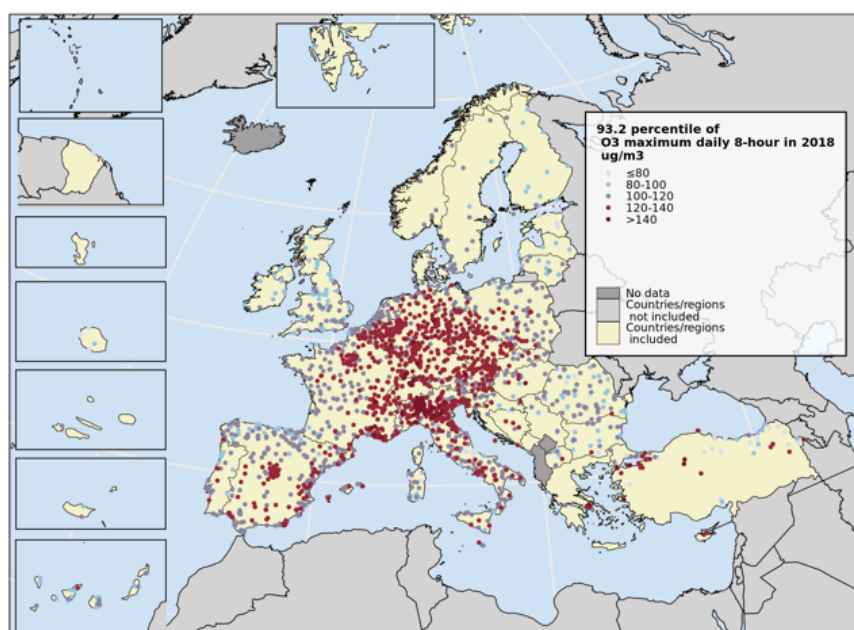 93.2 percentile of
O3 maximum daily 8-hour in 2018
ug/m3
≤80
80-100
100-120
120-140
>140
No data
Countries/regions
not included
Countries/regions
included